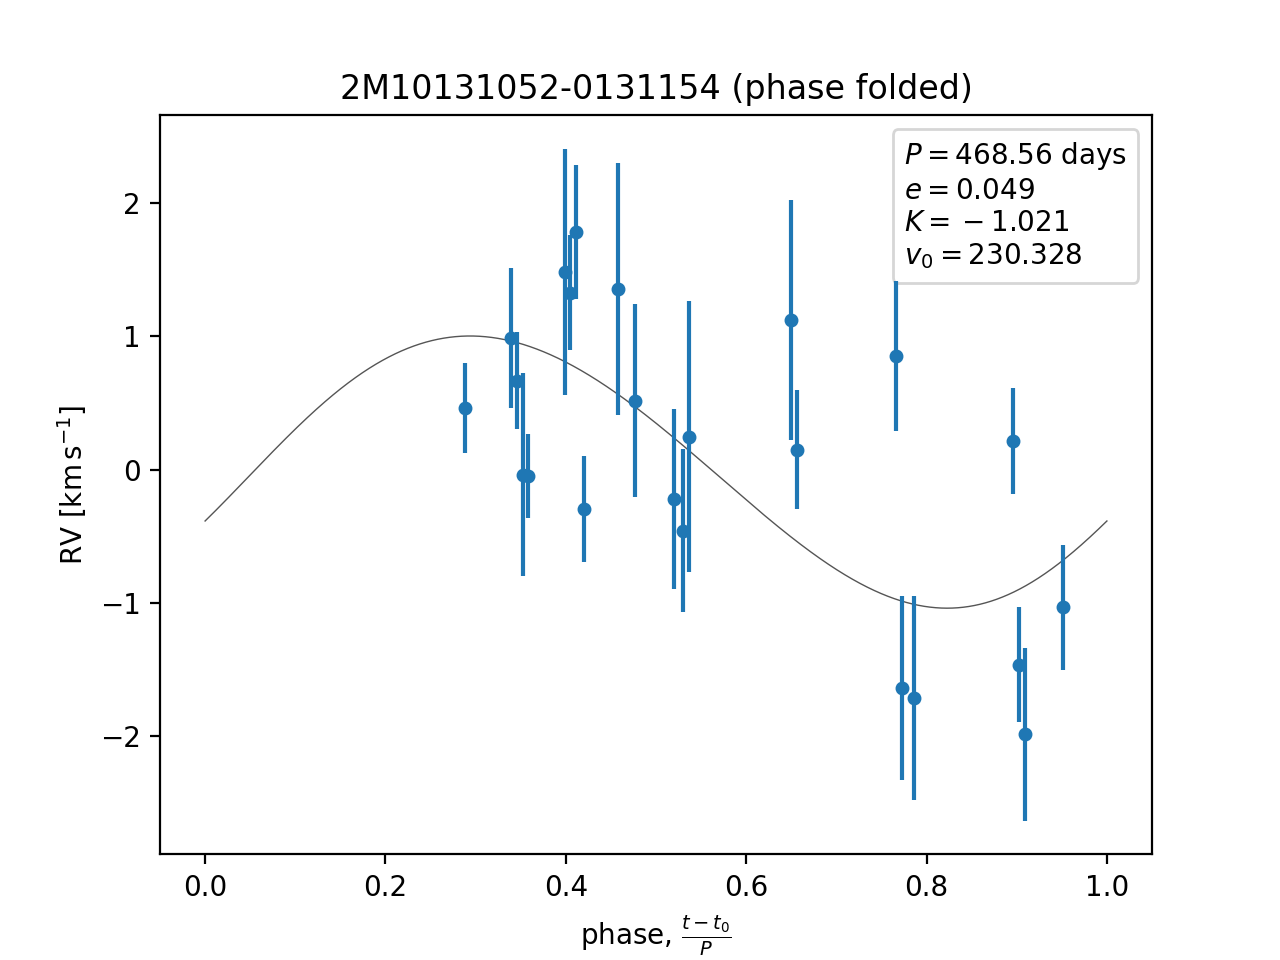 2M10131052-0131154 (phase folded)
P = 468.56 days
e = 0.049
K = −1.021
v₀ = 230.328
2
1
0
−1
−2
RV [km s⁻¹]
0.0 0.2 0.4 0.6 0.8 1.0
phase, (t − t₀)/P